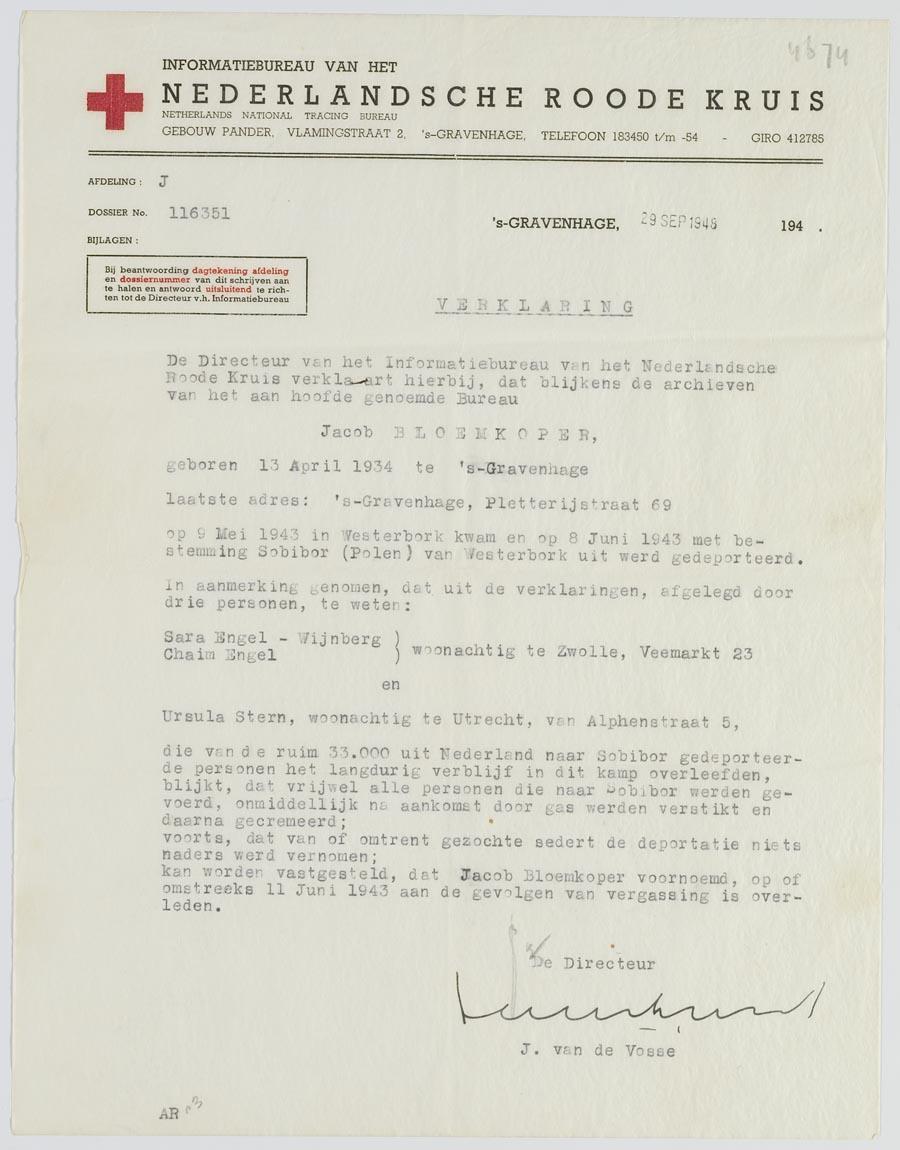 4874
INFORMATIEBUREAU VAN HET
NEDERLANDSCHE ROODE KRUIS
NETHERLANDS NATIONAL TRACING BUREAU
GEBOUW PANDER, VLAMINGSTRAAT 2, 's-GRAVENHAGE, TELEFOON 183450 t/m -54 - GIRO 412785
AFDELING : J
DOSSIER No. 116351
's-GRAVENHAGE, 29 SEP 1948 194 .
BIJLAGEN :
Bij beantwoording dagtekening afdeling
en dossiernummer van dit schrijven aan
te halen en antwoord uitsluitend te rich-
ten tot de Directeur v.h. Informatiebureau
VERKLARING
De Directeur van het Informatiebureau van het Nederlandsche
Roode Kruis verklaart hierbij, dat blijkens de archieven
van het aan hoofde genoemde Bureau
Jacob BLOEMKOPER,
geboren 13 April 1934 te 's-Gravenhage
laatste adres: 's-Gravenhage, Pletterijstraat 69
op 9 Mei 1943 in Westerbork kwam en op 8 Juni 1943 met be-
stemming Sobibor (Polen) van Westerbork uit werd gedeporteerd.
In aanmerking genomen, dat uit de verklaringen, afgelegd door
drie personen, te weten:
Sara Engel - Wijnberg )
Chaim Engel ) woonachtig te Zwolle, Veemarkt 23
en
Ursula Stern, woonachtig te Utrecht, van Alphenstraat 5,
die van de ruim 33.000 uit Nederland naar Sobibor gedeporteer-
de personen het langdurig verblijf in dit kamp overleefden,
blijkt, dat vrijwel alle personen die naar Sobibor werden ge-
voerd, onmiddellijk na aankomst door gas werden verstikt en
daarna gecremeerd;
voorts, dat van of omtrent gezochte sedert de deportatie niets
naders werd vernomen;
kan worden vastgesteld, dat Jacob Bloemkoper voornoemd, op of
omstreeks 11 Juni 1943 aan de gevolgen van vergassing is over-
leden.
De Directeur
J. van de Vosse
AR